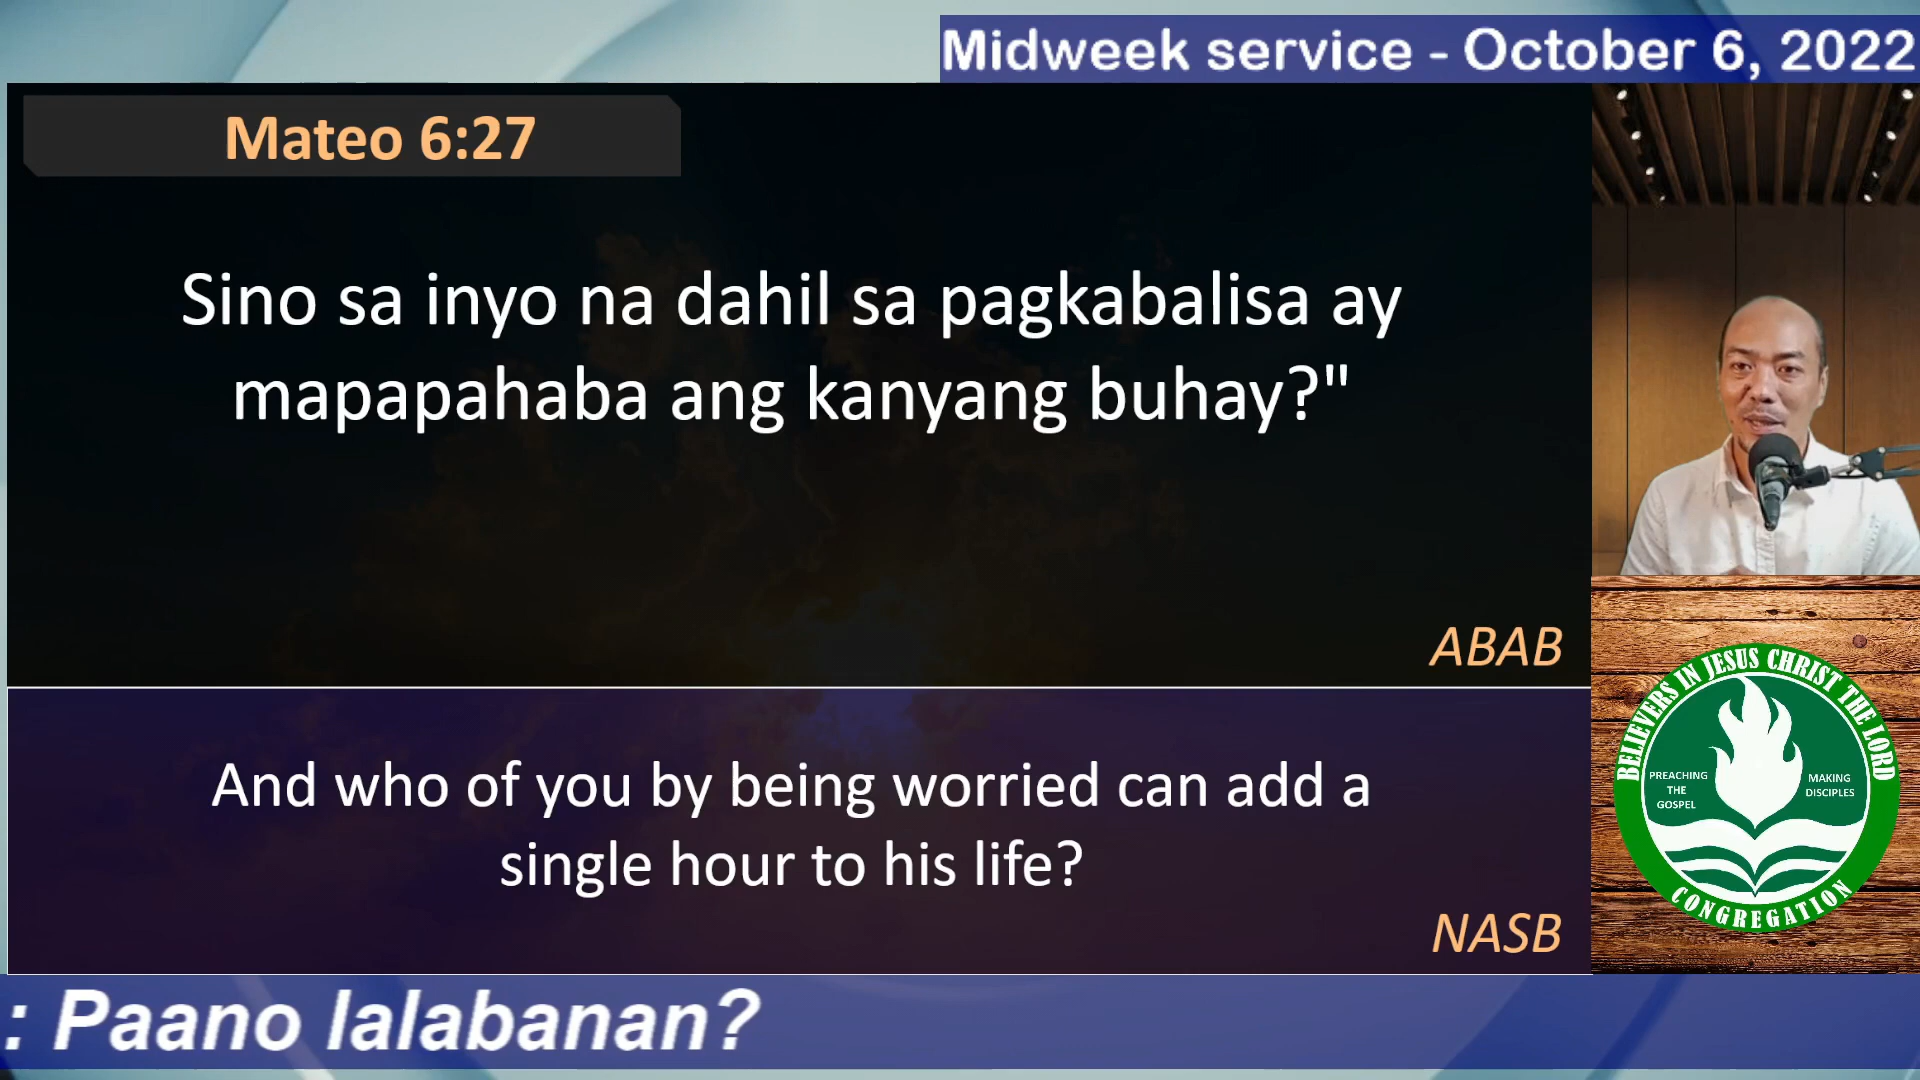 Midweek service - October 6, 2022
Mateo 6:27
Sino sa inyo na dahil sa pagkabalisa ay
mapapahaba ang kanyang buhay?"
ABAB
And who of you by being worried can add a
single hour to his life?
NASB
BELIEVERS IN JESUS CHRIST THE LORD
PREACHING
THE
GOSPEL
MAKING
DISCIPLES
CONGREGATION
: Paano lalabanan?